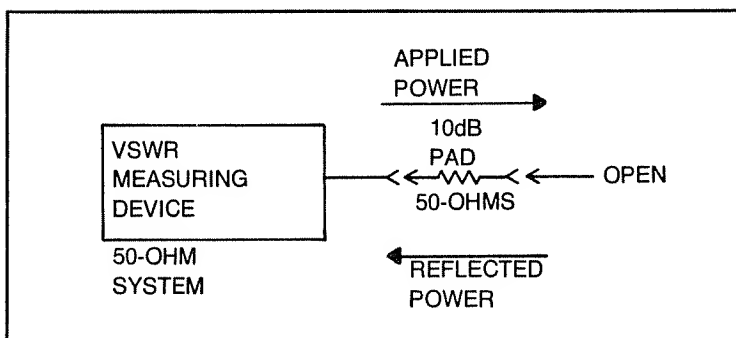 APPLIED
POWER
10dB
PAD
50-OHMS
VSWR
MEASURING
DEVICE
OPEN
50-OHM
SYSTEM
REFLECTED
POWER